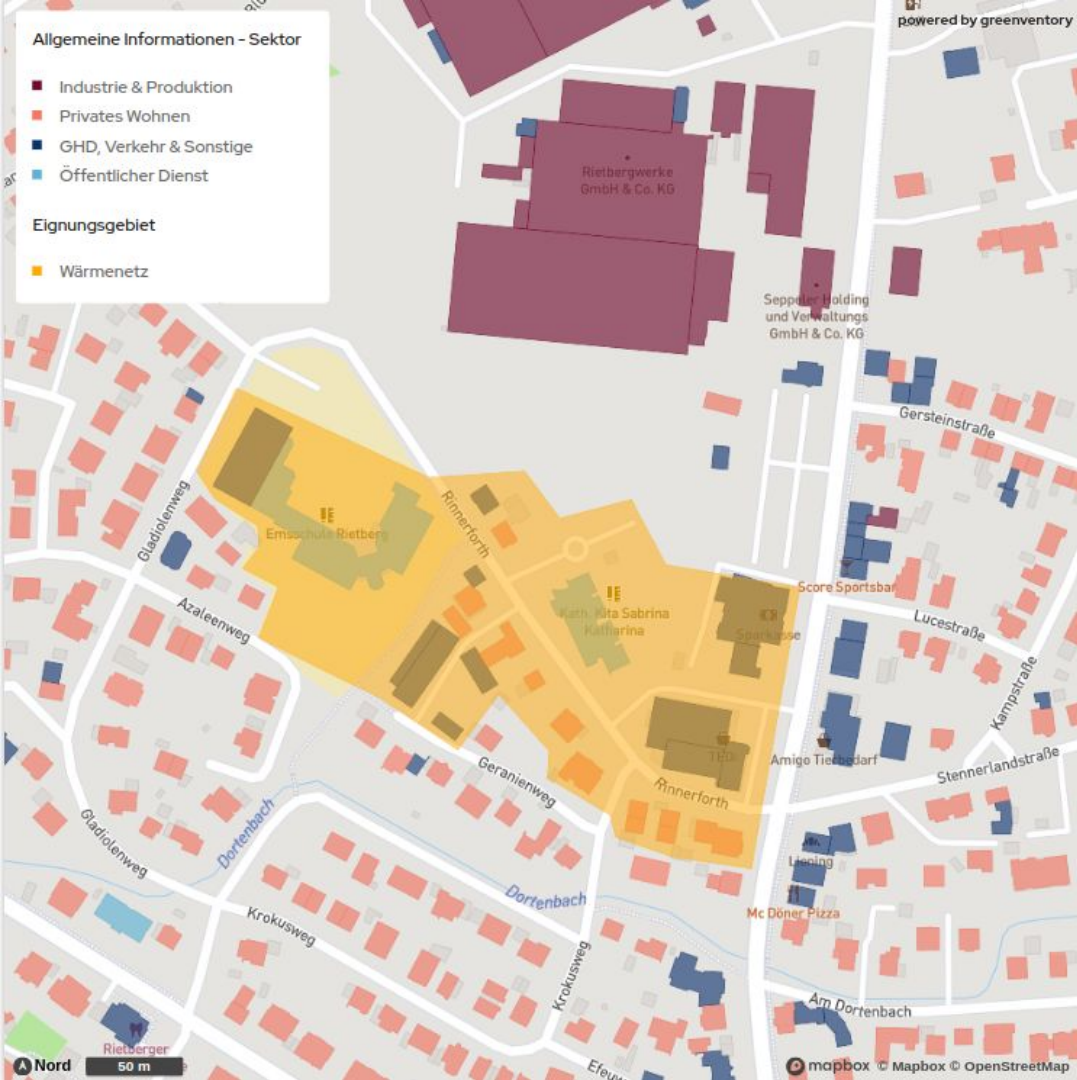 powered by greenventory
Allgemeine Informationen - Sektor
Industrie & Produktion
Privates Wohnen
GHD, Verkehr & Sonstige
Öffentlicher Dienst
Eignungsgebiet
Wärmenetz
Rietbergwerke
GmbH & Co. KG
Seppeler Holding
und Verwaltungs
GmbH & Co. KG
Gersteinstraße
Gladiolenweg
Rinnerforth
Emsschule Rietberg
Score Sportsbar
Azaleenweg
Kath. Kita Sabrina
Katharina
Sparkasse
Lucestraße
Kampstraße
TEDi
Amigo Tierbedarf
Stennerlandstraße
Geranienweg
Rinnerforth
Gladiolenweg
Dortenbach
Liening
Dortenbach
Mc Döner Pizza
Krokusweg
Krokusweg
Am Dortenbach
Rietberger
Nord
50 m
mapbox © Mapbox © OpenStreetMap